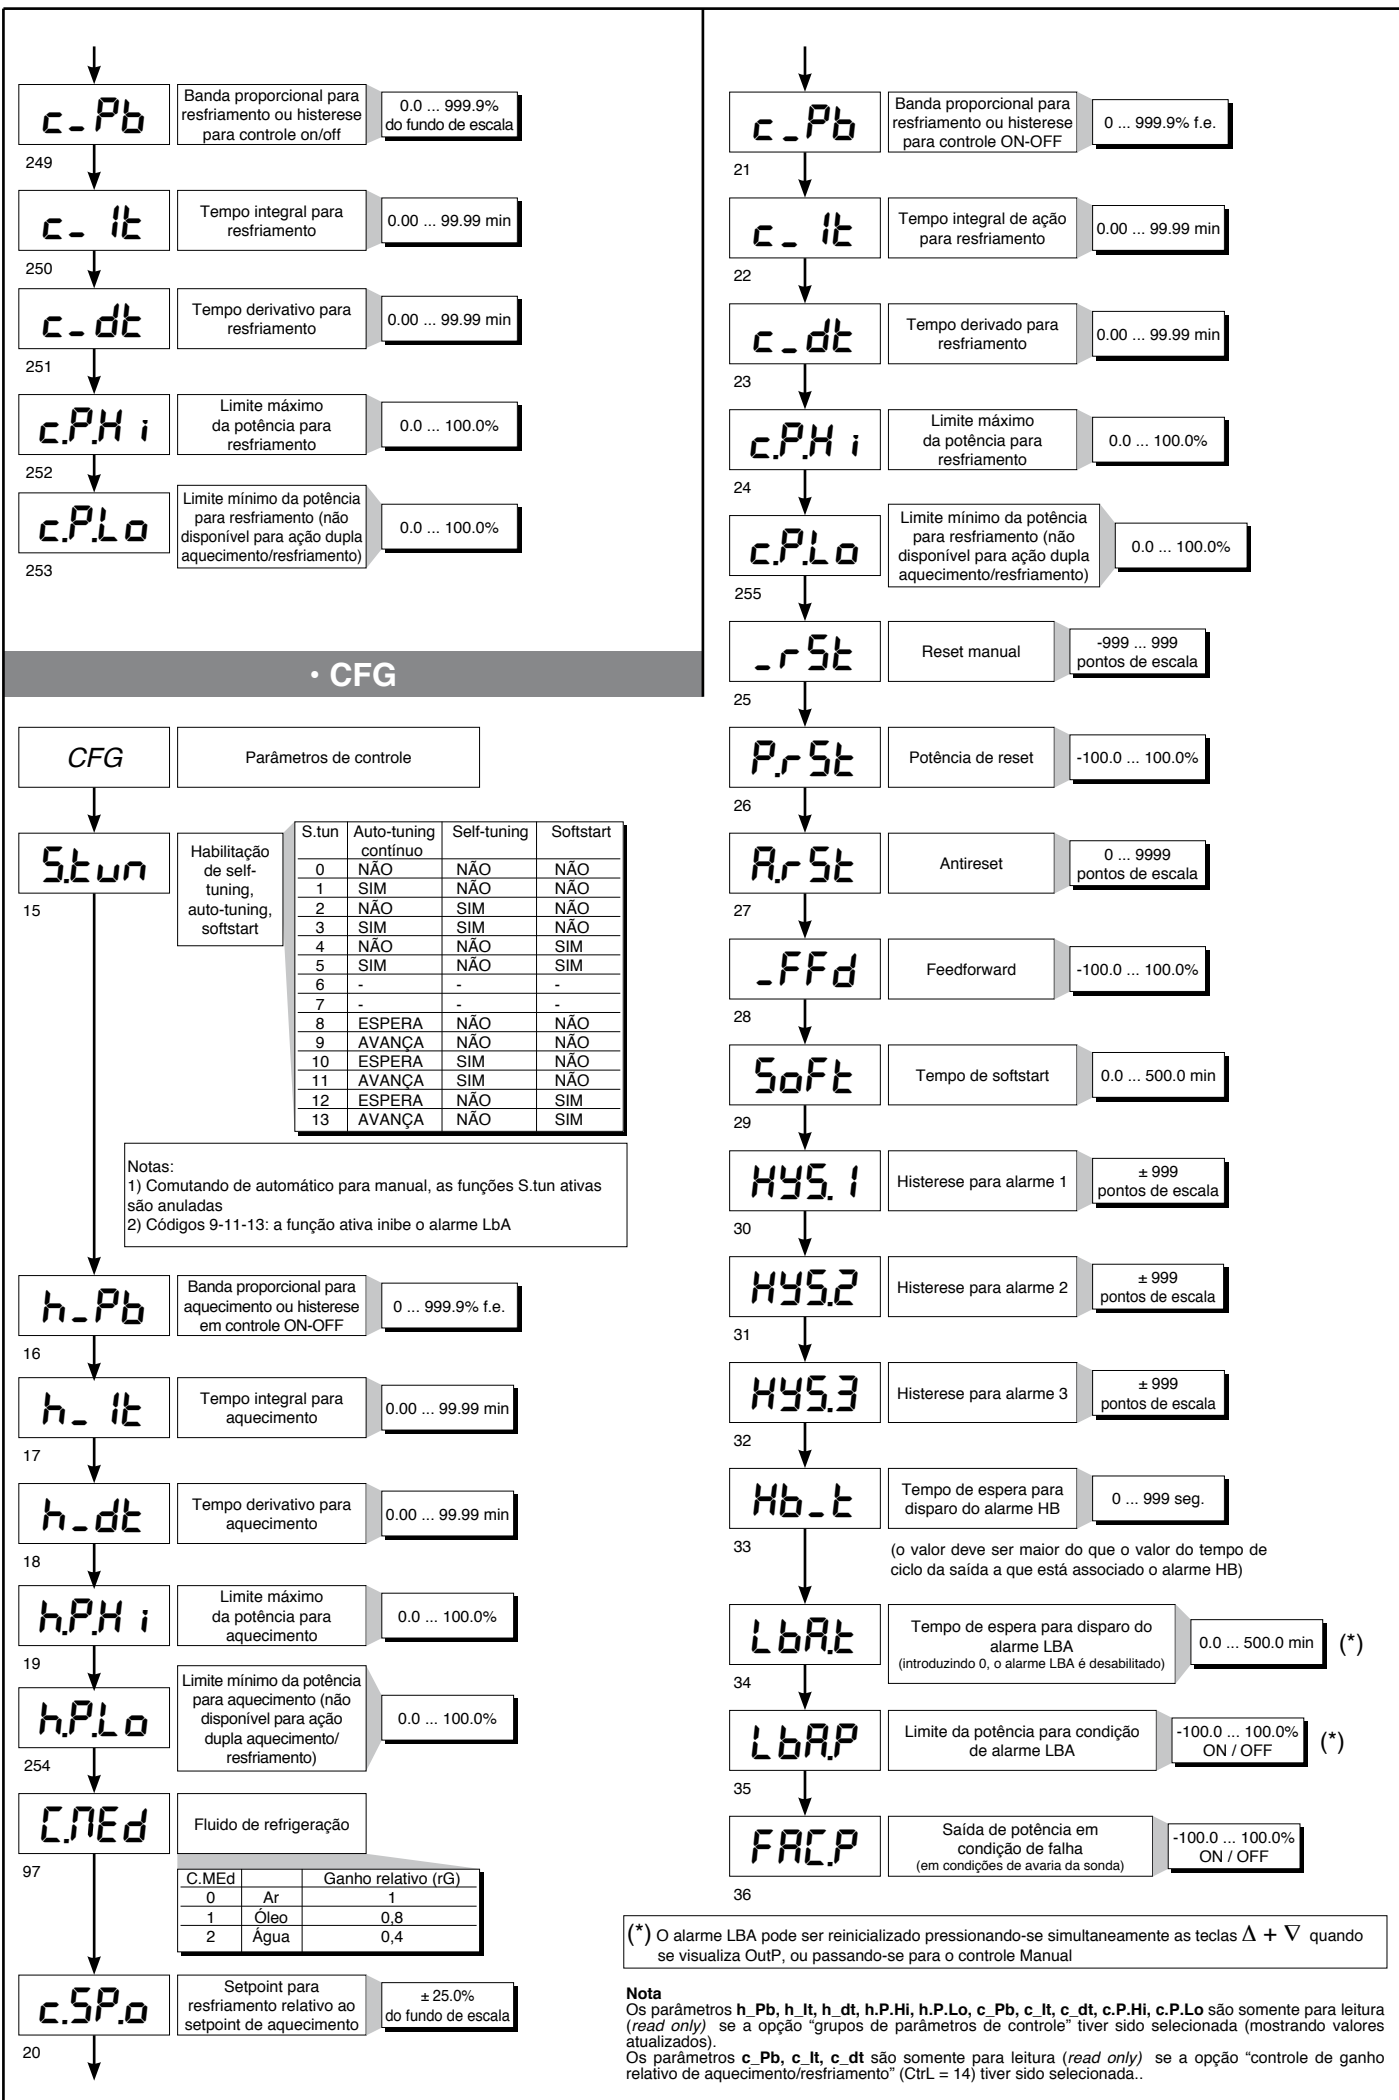 c_Pb
Banda proporcional para
resfriamento ou histerese
para controle on/off
0.0 ... 999.9%
do fundo de escala
249
c_ It
Tempo integral para
resfriamento
0.00 ... 99.99 min
250
c_dt
Tempo derivativo para
resfriamento
0.00 ... 99.99 min
251
c.P.H i
Limite máximo
da potência para
resfriamento
0.0 ... 100.0%
252
c.P.Lo
Limite mínimo da potência
para resfriamento (não
disponível para ação dupla
aquecimento/resfriamento)
0.0 ... 100.0%
253
• CFG
CFG
Parâmetros de controle
S.tun
Habilitação
de self-
tuning,
auto-tuning,
softstart
15
S.tun Auto-tuning Self-tuning Softstart
contínuo
0 NÃO NÃO NÃO
1 SIM NÃO NÃO
2 NÃO SIM NÃO
3 SIM SIM NÃO
4 NÃO NÃO SIM
5 SIM NÃO SIM
6 - - -
7 - - -
8 ESPERA NÃO NÃO
9 AVANÇA NÃO NÃO
10 ESPERA SIM NÃO
11 AVANÇA SIM NÃO
12 ESPERA NÃO SIM
13 AVANÇA NÃO SIM
Notas:
1) Comutando de automático para manual, as funções S.tun ativas
são anuladas
2) Códigos 9-11-13: a função ativa inibe o alarme LbA
h_Pb
Banda proporcional para
aquecimento ou histerese
em controle ON-OFF
0 ... 999.9% f.e.
16
h_ It
Tempo integral para
aquecimento
0.00 ... 99.99 min
17
h_dt
Tempo derivativo para
aquecimento
0.00 ... 99.99 min
18
h.P.H i
Limite máximo
da potência para
aquecimento
0.0 ... 100.0%
19
h.P.Lo
Limite mínimo da potência
para aquecimento (não
disponível para ação
dupla aquecimento/
resfriamento)
0.0 ... 100.0%
254
C.MEd
Fluido de refrigeração
97
C.MEd Ganho relativo (rG)
0 Ar 1
1 Óleo 0,8
2 Água 0,4
c.SP.o
Setpoint para
resfriamento relativo ao
setpoint de aquecimento
± 25.0%
do fundo de escala
20
c_Pb
Banda proporcional para
resfriamento ou histerese
para controle ON-OFF
0 ... 999.9% f.e.
21
c_ It
Tempo integral de ação
para resfriamento
0.00 ... 99.99 min
22
c_dt
Tempo derivado para
resfriamento
0.00 ... 99.99 min
23
c.P.H i
Limite máximo
da potência para
resfriamento
0.0 ... 100.0%
24
c.P.Lo
Limite mínimo da potência
para resfriamento (não
disponível para ação dupla
aquecimento/resfriamento)
0.0 ... 100.0%
255
_rSt
Reset manual
-999 ... 999
pontos de escala
25
P.rSt
Potência de reset
-100.0 ... 100.0%
26
A.rSt
Antireset
0 ... 9999
pontos de escala
27
_FFd
Feedforward
-100.0 ... 100.0%
28
SoFt
Tempo de softstart
0.0 ... 500.0 min
29
HYS. 1
Histerese para alarme 1
± 999
pontos de escala
30
HYS.2
Histerese para alarme 2
± 999
pontos de escala
31
HYS.3
Histerese para alarme 3
± 999
pontos de escala
32
Hb_t
Tempo de espera para
disparo do alarme HB
0 ... 999 seg.
33
(o valor deve ser maior do que o valor do tempo de
ciclo da saída a que está associado o alarme HB)
LbA.t
Tempo de espera para disparo do
alarme LBA
(introduzindo 0, o alarme LBA é desabilitado)
0.0 ... 500.0 min (*)
34
LbA.P
Limite da potência para condição
de alarme LBA
-100.0 ... 100.0%
ON / OFF (*)
35
FAC.P
Saída de potência em
condição de falha
(em condições de avaria da sonda)
-100.0 ... 100.0%
ON / OFF
36
(*) O alarme LBA pode ser reinicializado pressionando-se simultaneamente as teclas Δ + ∇ quando
se visualiza OutP, ou passando-se para o controle Manual
Nota
Os parâmetros h_Pb, h_It, h_dt, h.P.Hi, h.P.Lo, c_Pb, c_It, c_dt, c.P.Hi, c.P.Lo são somente para leitura
(read only) se a opção “grupos de parâmetros de controle” tiver sido selecionada (mostrando valores
atualizados).
Os parâmetros c_Pb, c_It, c_dt são somente para leitura (read only) se a opção “controle de ganho
relativo de aquecimento/resfriamento” (CtrL = 14) tiver sido selecionada..